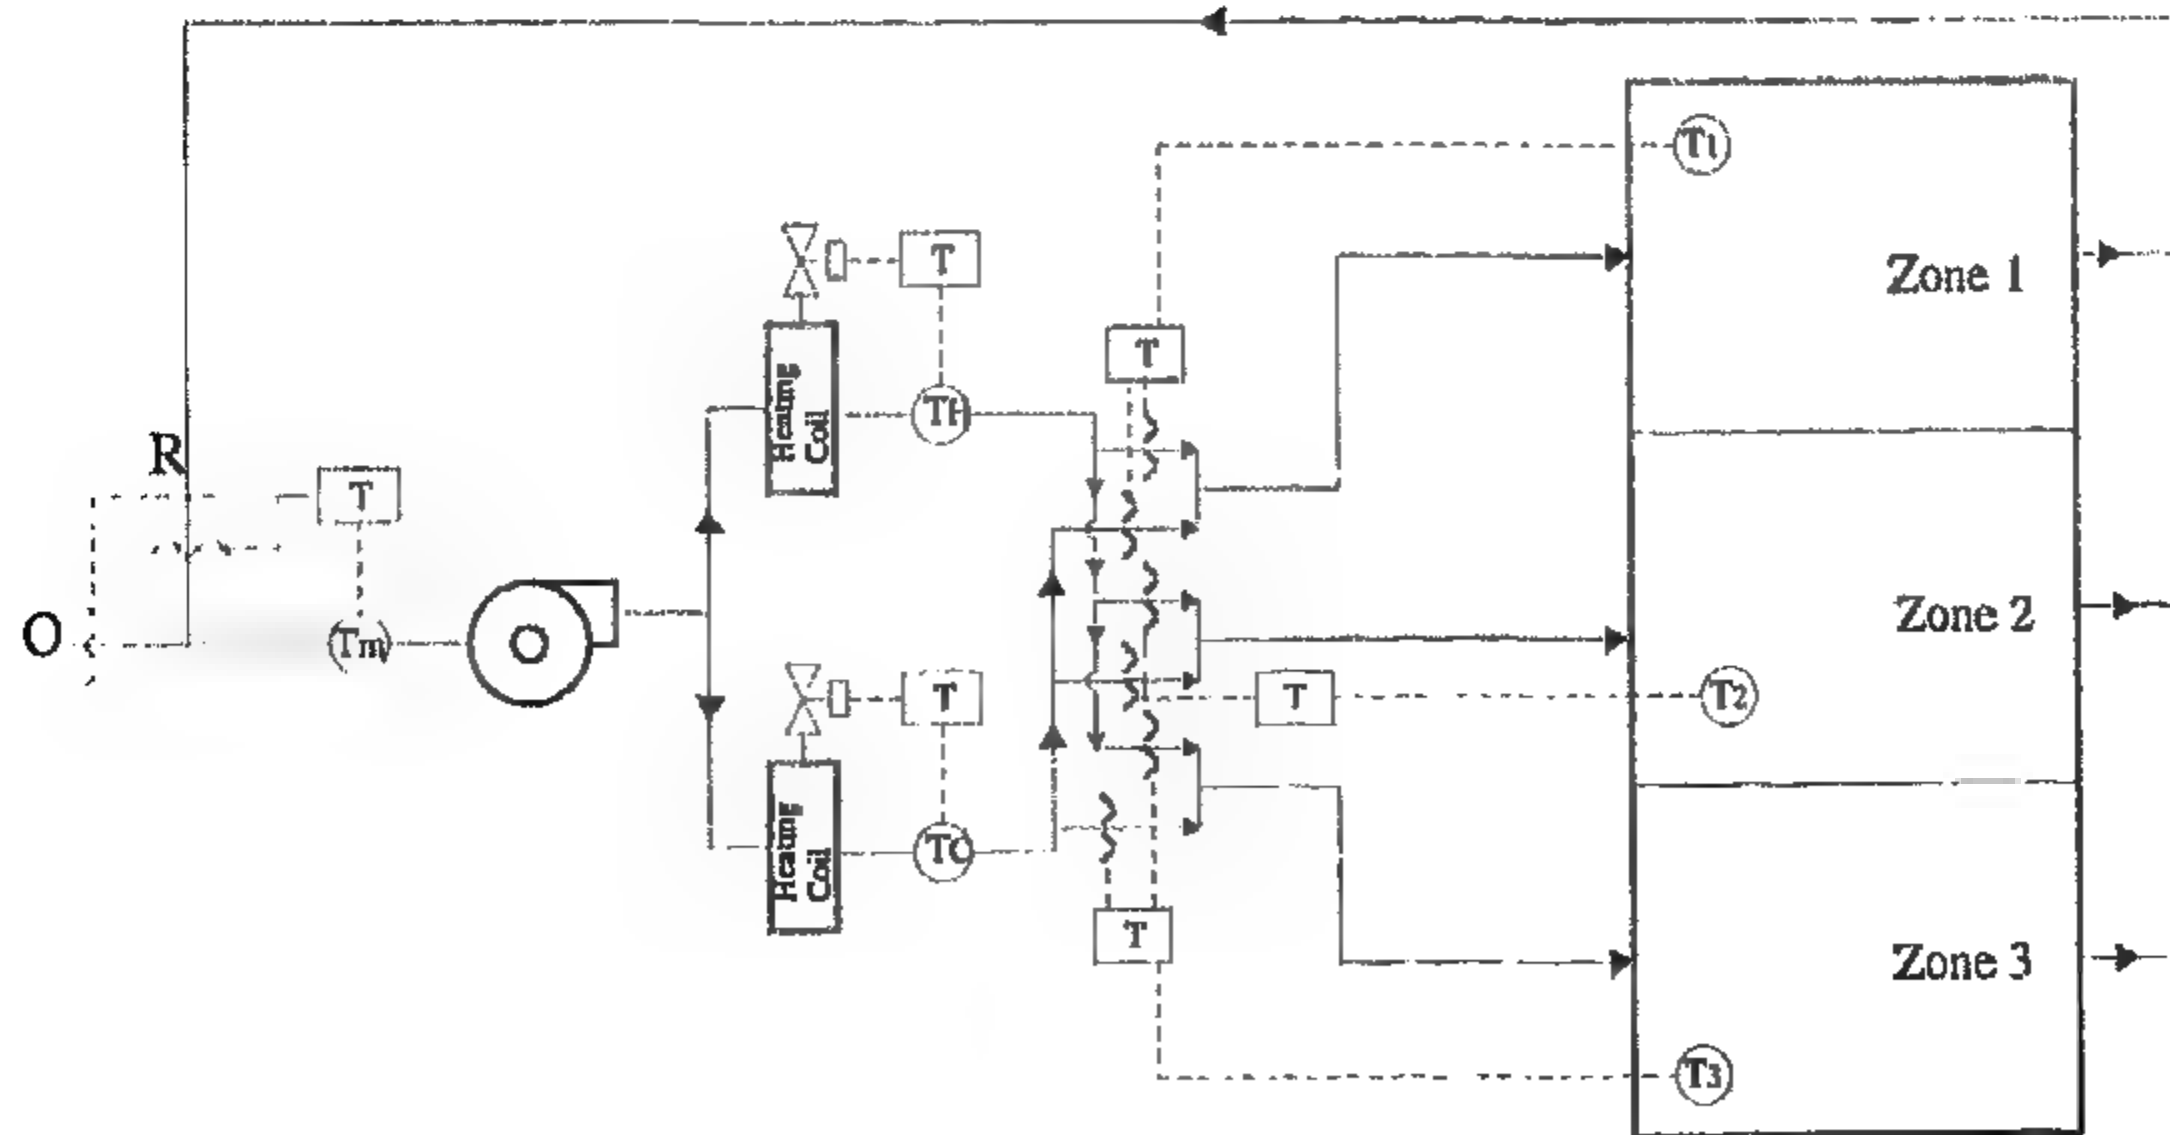 T1
T
Zone 1
T
Heating
Coil
TH
R
T
O
Tm
Zone 2
T
T
T2
Heating
Coil
TC
T
Zone 3
T3